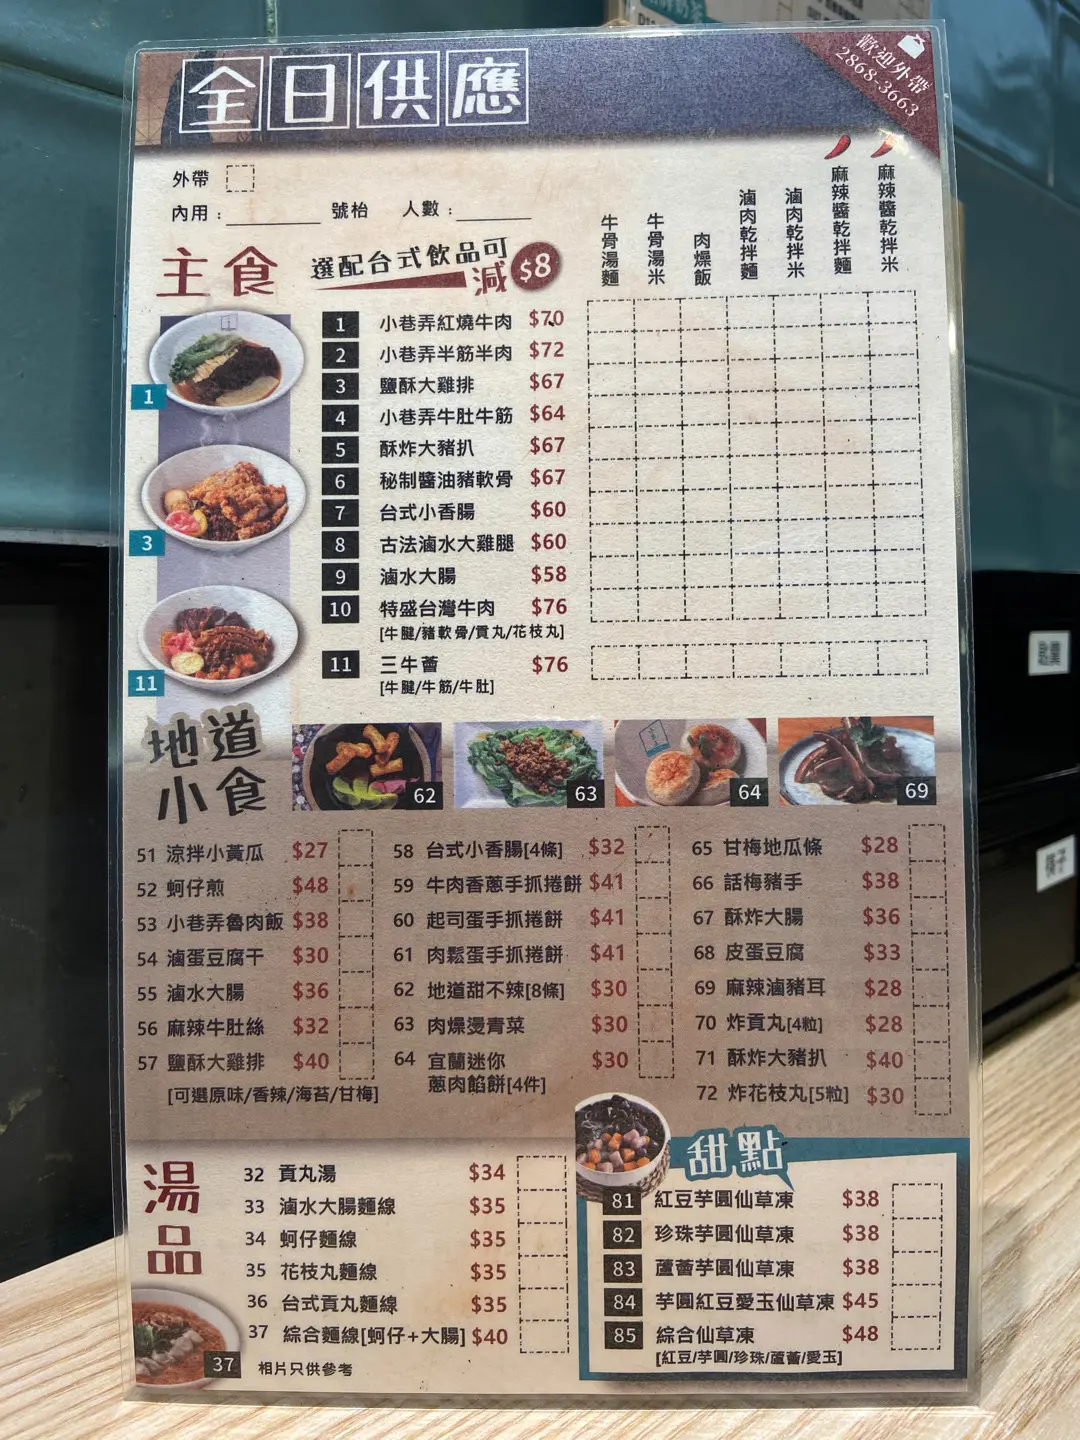 全日供應
歡迎外帶
2868-3663
外帶
內用：________ 號枱 人數：________
主食
選配台式飲品可減 $8
牛骨湯麵
牛骨湯米
肉燥飯
滷肉乾拌麵
滷肉乾拌米
麻辣醬乾拌麵
麻辣醬乾拌米
1 小巷弄紅燒牛肉 $70
2 小巷弄半筋半肉 $72
3 鹽酥大雞排 $67
4 小巷弄牛肚牛筋 $64
5 酥炸大豬扒 $67
6 秘制醬油豬軟骨 $67
7 台式小香腸 $60
8 古法滷水大雞腿 $60
9 滷水大腸 $58
10 特盛台灣牛肉 $76
[牛腱/豬軟骨/貢丸/花枝丸]
11 三牛薈 $76
[牛腱/牛筋/牛肚]
1
3
11
地道小食
62
63
64
69
51 涼拌小黃瓜 $27
52 蚵仔煎 $48
53 小巷弄魯肉飯 $38
54 滷蛋豆腐干 $30
55 滷水大腸 $36
56 麻辣牛肚絲 $32
57 鹽酥大雞排 $40
[可選原味/香辣/海苔/甘梅]
58 台式小香腸[4條] $32
59 牛肉香蔥手抓捲餅 $41
60 起司蛋手抓捲餅 $41
61 肉鬆蛋手抓捲餅 $41
62 地道甜不辣[8條] $30
63 肉燥燙青菜 $30
64 宜蘭迷你 $30
蔥肉餡餅[4件]
65 甘梅地瓜條 $28
66 話梅豬手 $38
67 酥炸大腸 $36
68 皮蛋豆腐 $33
69 麻辣滷豬耳 $28
70 炸貢丸[4粒] $28
71 酥炸大豬扒 $40
72 炸花枝丸[5粒] $30
湯品
32 貢丸湯 $34
33 滷水大腸麵線 $35
34 蚵仔麵線 $35
35 花枝丸麵線 $35
36 台式貢丸麵線 $35
37 綜合麵線[蚵仔+大腸] $40
37
相片只供參考
甜點
81 紅豆芋圓仙草凍 $38
82 珍珠芋圓仙草凍 $38
83 蘆薈芋圓仙草凍 $38
84 芋圓紅豆愛玉仙草凍 $45
85 綜合仙草凍 $48
[紅豆/芋圓/珍珠/蘆薈/愛玉]
筷子